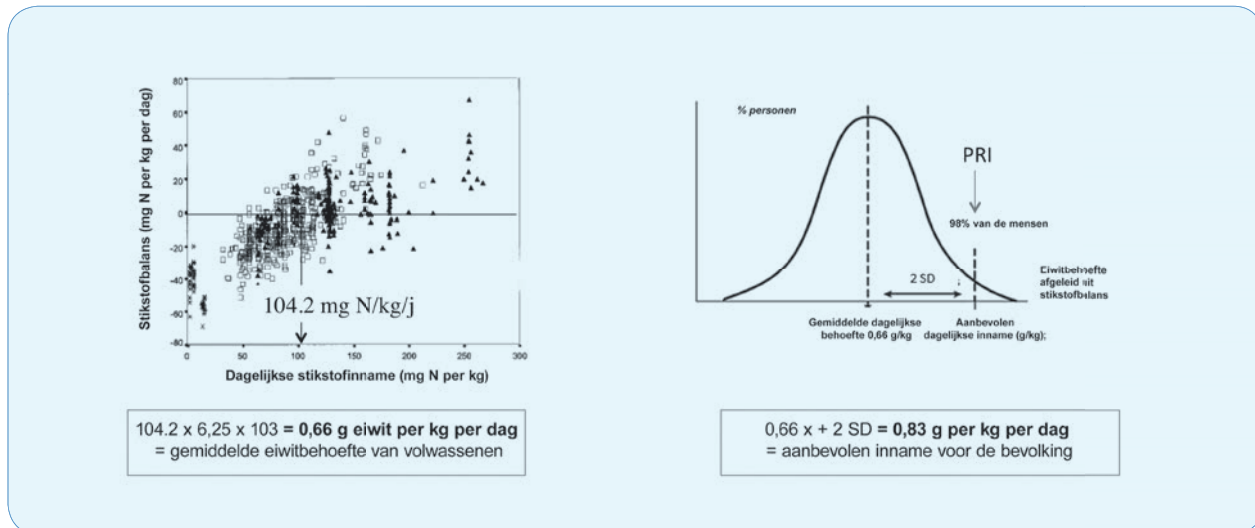 Stikstofbalans (mg N per kg per dag)
80
60
40
20
0
-20
-40
-60
-80
104.2 mg N/kg/j
0
50
100
150
200
250
300
Dagelijkse stikstofinname (mg N per kg)
104.2 x 6,25 x 103 = 0,66 g eiwit per kg per dag
= gemiddelde eiwitbehoefte van volwassenen
% personen
PRI
98% van de mensen
2 SD
Eiwitbehoefte
afgeleid uit
stikstofbalans
Gemiddelde dagelijkse
behoefte 0,66 g/kg
Aanbevolen
dagelijkse inname (g/kg);
0,66 x + 2 SD = 0,83 g per kg per dag
= aanbevolen inname voor de bevolking